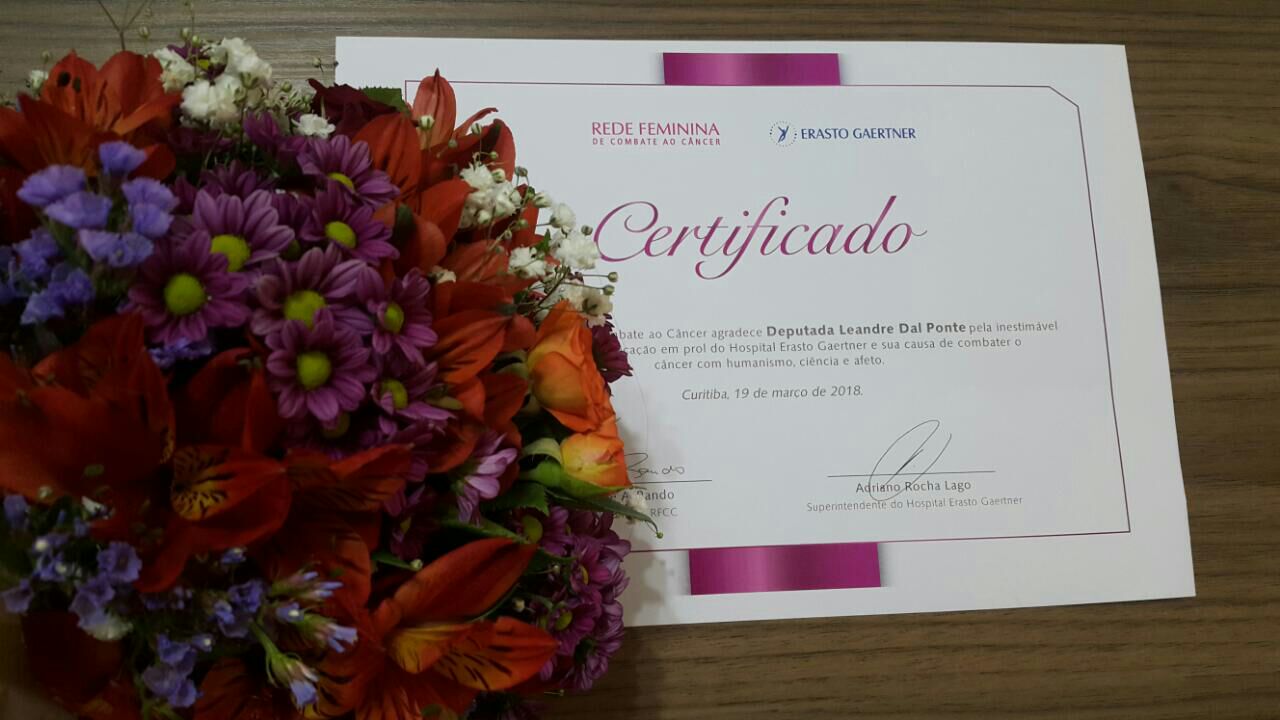 REDE FEMININA
DE COMBATE AO CÂNCER
ERASTO GAERTNER
Certificado
ao Câncer agradece Deputada Leandre Dal Ponte pela inestimável
em prol do Hospital Erasto Gaertner e sua causa de combater o
câncer com humanismo, ciência e afeto.
Curitiba, 19 de março de 2018.
A. Bando
RFCC
Adriano Rocha Lago
Superintendente do Hospital Erasto Gaertner